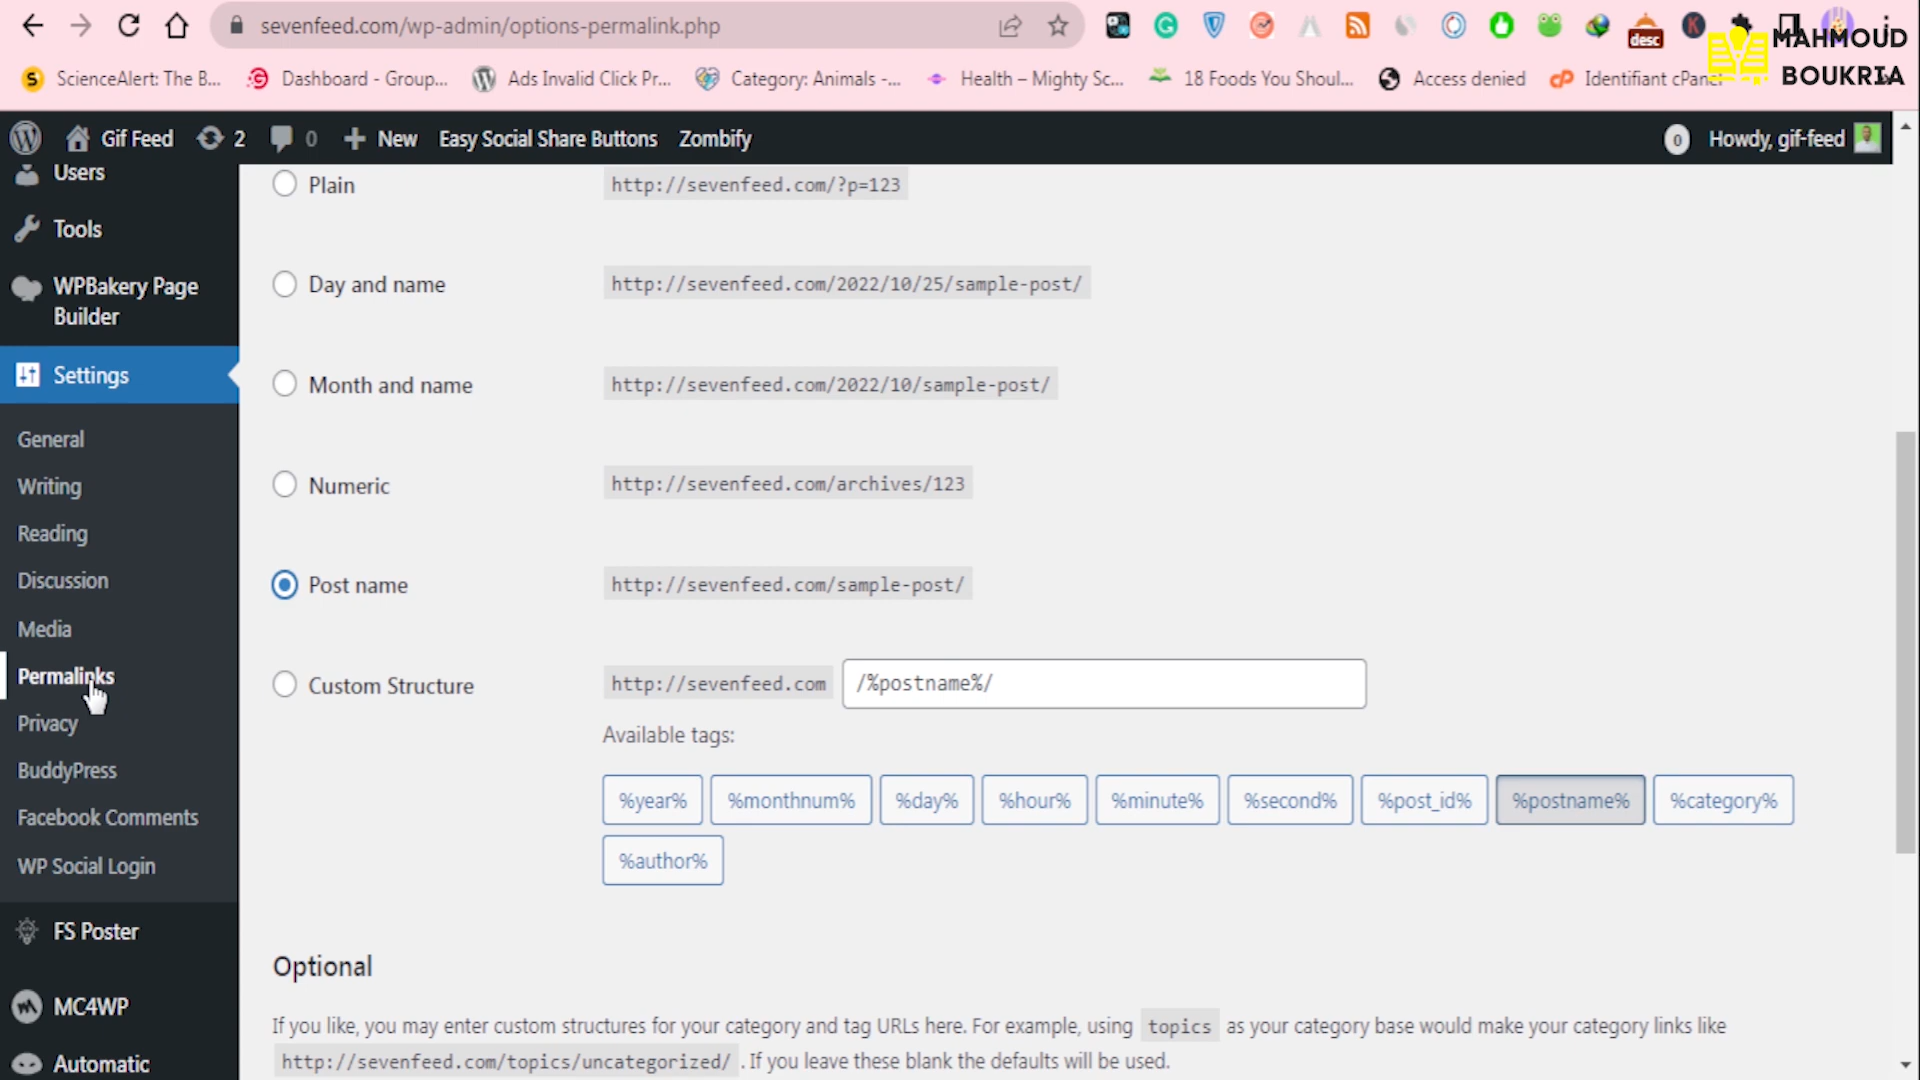 sevenfeed.com/wp-admin/options-permalink.php
desc
K
MAHMOUD
BOUKRIA
S
ScienceAlert: The B...
Dashboard - Group...
Ads Invalid Click Pr...
Category: Animals -...
Health – Mighty Sc...
18 Foods You Shoul...
Access denied
cP
Identifiant cPanel
Gif Feed
2
0
New
Easy Social Share Buttons
Zombify
0
Howdy, gif-feed
Users
Tools
WPBakery Page
Builder
Settings
General
Writing
Reading
Discussion
Media
Permalinks
Privacy
BuddyPress
Facebook Comments
WP Social Login
FS Poster
MC4WP
Automatic
Plain
http://sevenfeed.com/?p=123
Day and name
http://sevenfeed.com/2022/10/25/sample-post/
Month and name
http://sevenfeed.com/2022/10/sample-post/
Numeric
http://sevenfeed.com/archives/123
Post name
http://sevenfeed.com/sample-post/
Custom Structure
http://sevenfeed.com
/%postname%/
Available tags:
%year% %monthnum% %day% %hour% %minute% %second% %post_id% %postname% %category%
%author%
Optional
If you like, you may enter custom structures for your category and tag URLs here. For example, using topics as your category base would make your category links like
http://sevenfeed.com/topics/uncategorized/ . If you leave these blank the defaults will be used.